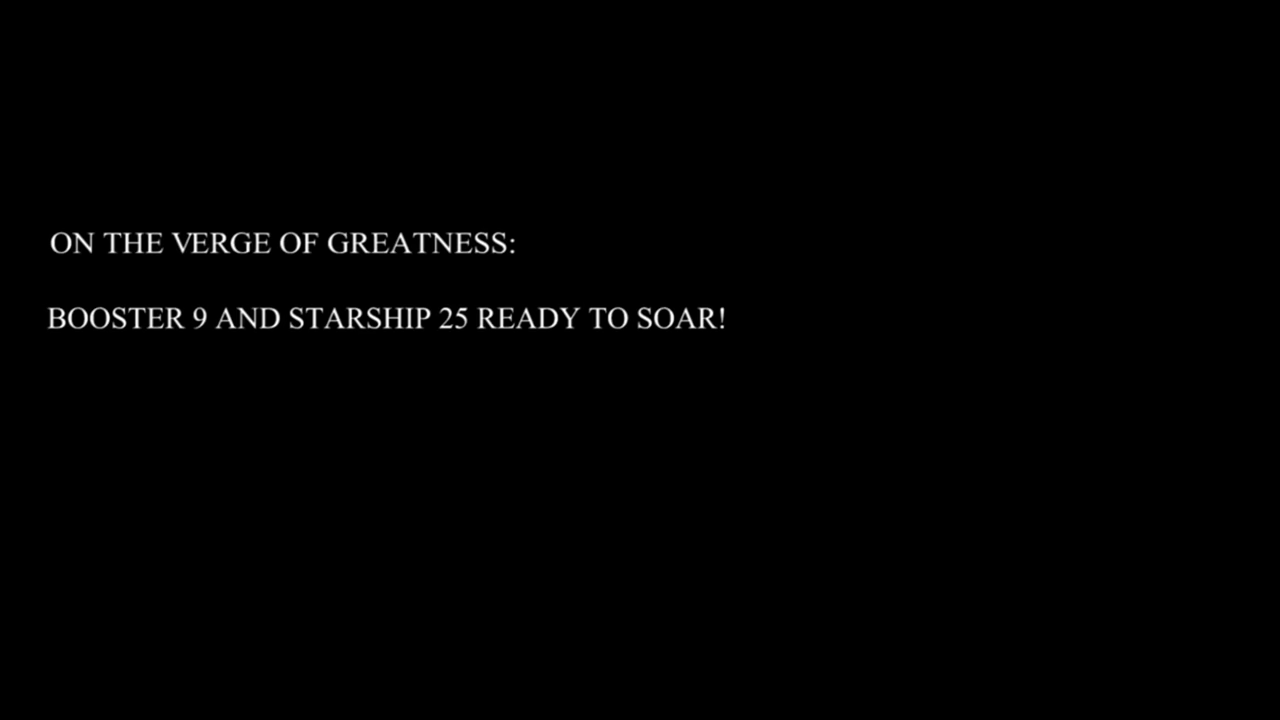 ON THE VERGE OF GREATNESS:
BOOSTER 9 AND STARSHIP 25 READY TO SOAR!